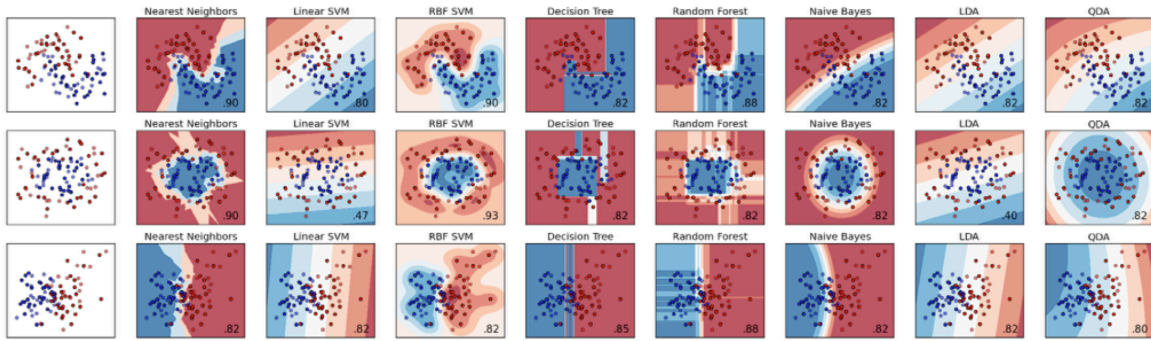 Nearest Neighbors Linear SVM RBF SVM Decision Tree Random Forest Naive Bayes LDA QDA
.90 .80 .90 .82 .88 .82 .82 .82
Nearest Neighbors Linear SVM RBF SVM Decision Tree Random Forest Naive Bayes LDA QDA
.90 .47 .93 .82 .82 .82 .40 .82
Nearest Neighbors Linear SVM RBF SVM Decision Tree Random Forest Naive Bayes LDA QDA
.82 .82 .82 .85 .88 .82 .82 .80